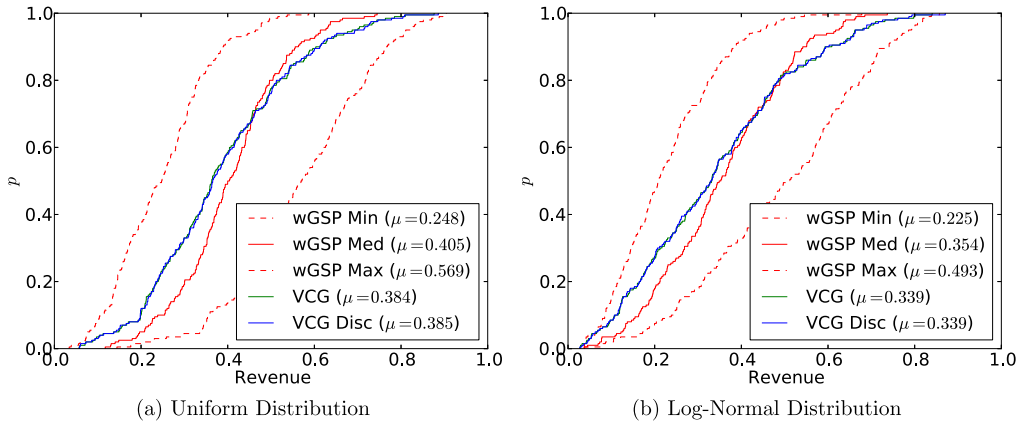 1.0
0.8
0.6
0.4
0.2
0.0
p
0.0 0.2 0.4 0.6 0.8 1.0
Revenue
wGSP Min (μ=0.248)
wGSP Med (μ=0.405)
wGSP Max (μ=0.569)
VCG (μ=0.384)
VCG Disc (μ=0.385)
(a) Uniform Distribution
1.0
0.8
0.6
0.4
0.2
0.0
p
0.0 0.2 0.4 0.6 0.8 1.0
Revenue
wGSP Min (μ=0.225)
wGSP Med (μ=0.354)
wGSP Max (μ=0.493)
VCG (μ=0.339)
VCG Disc (μ=0.339)
(b) Log-Normal Distribution